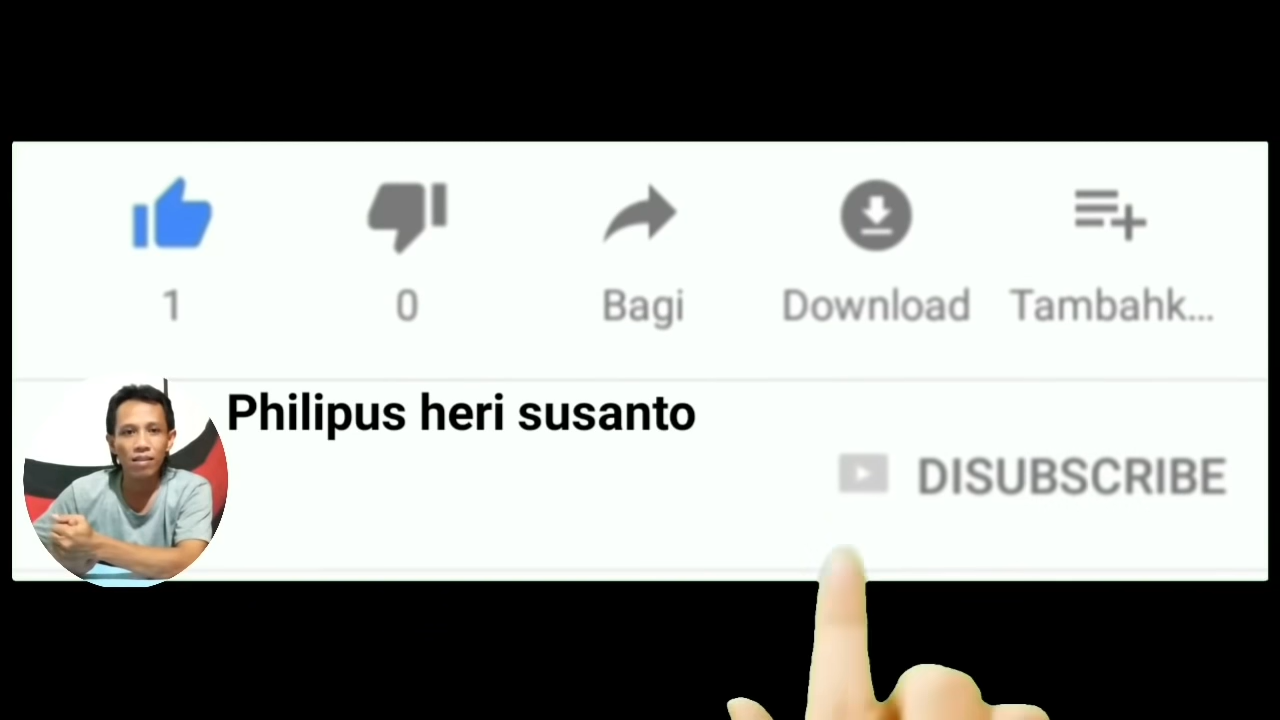 1
0
Bagi
Download
Tambahk...
Philipus heri susanto
DISUBSCRIBE